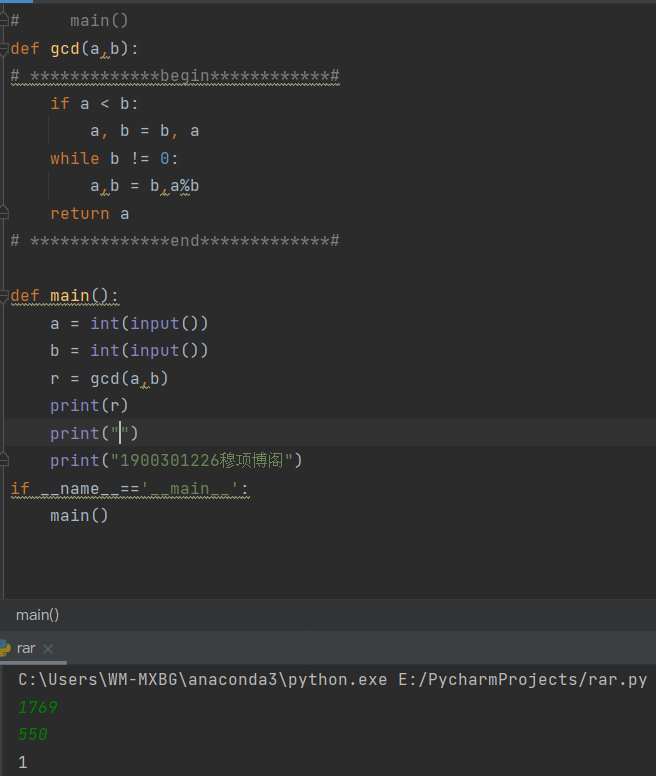 #     main()
def gcd(a,b):
# *************begin************#
    if a < b:
        a, b = b, a
    while b != 0:
        a,b = b,a%b
    return a
# **************end*************#
def main():
    a = int(input())
    b = int(input())
    r = gcd(a,b)
    print(r)
    print("")
    print("1900301226穆项博阁")
if __name__=='__main__':
    main()
main()
rar
C:\Users\WM-MXBG\anaconda3\python.exe E:/PycharmProjects/rar.py
1769
550
1